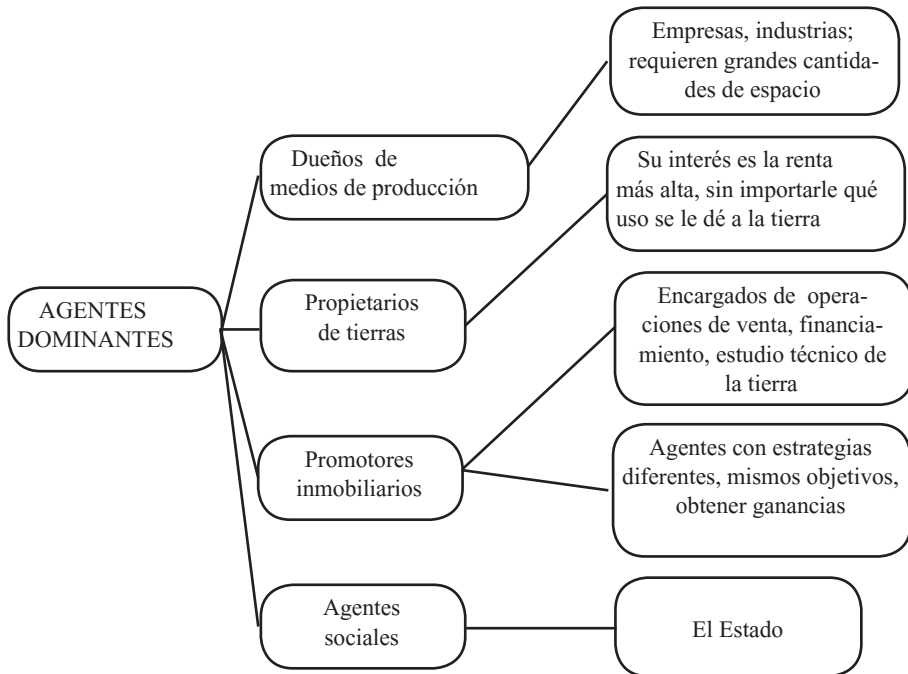 Empresas, industrias;
requieren grandes cantida-
des de espacio
Dueños de
medios de producción
Su interés es la renta
más alta, sin importarle qué
uso se le dé a la tierra
AGENTES
DOMINANTES
Propietarios
de tierras
Encargados de opera-
ciones de venta, financia-
miento, estudio técnico de
la tierra
Promotores
inmobiliarios
Agentes con estrategias
diferentes, mismos objetivos,
obtener ganancias
Agentes
sociales
El Estado